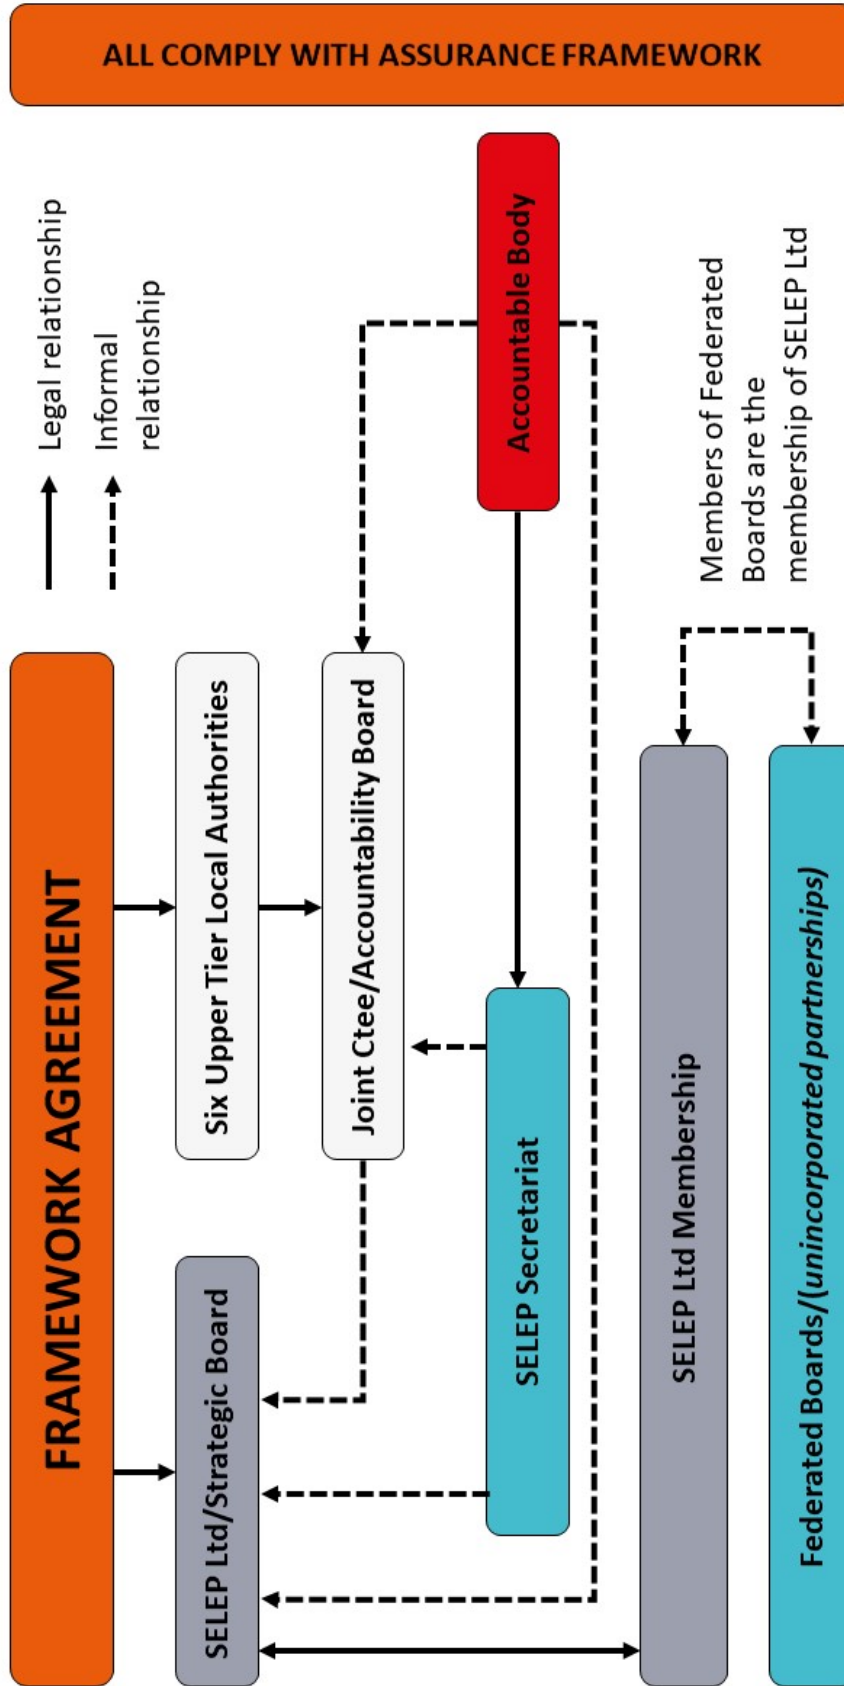 FRAMEWORK AGREEMENT
Legal relationship
Informal
relationship
SELEP Ltd/Strategic Board
Six Upper Tier Local Authorities
Joint Ctee/Accountability Board
SELEP Secretariat
Accountable Body
SELEP Ltd Membership
Members of Federated
Boards are the
membership of SELEP Ltd
Federated Boards/(unincorporated partnerships)
ALL COMPLY WITH ASSURANCE FRAMEWORK